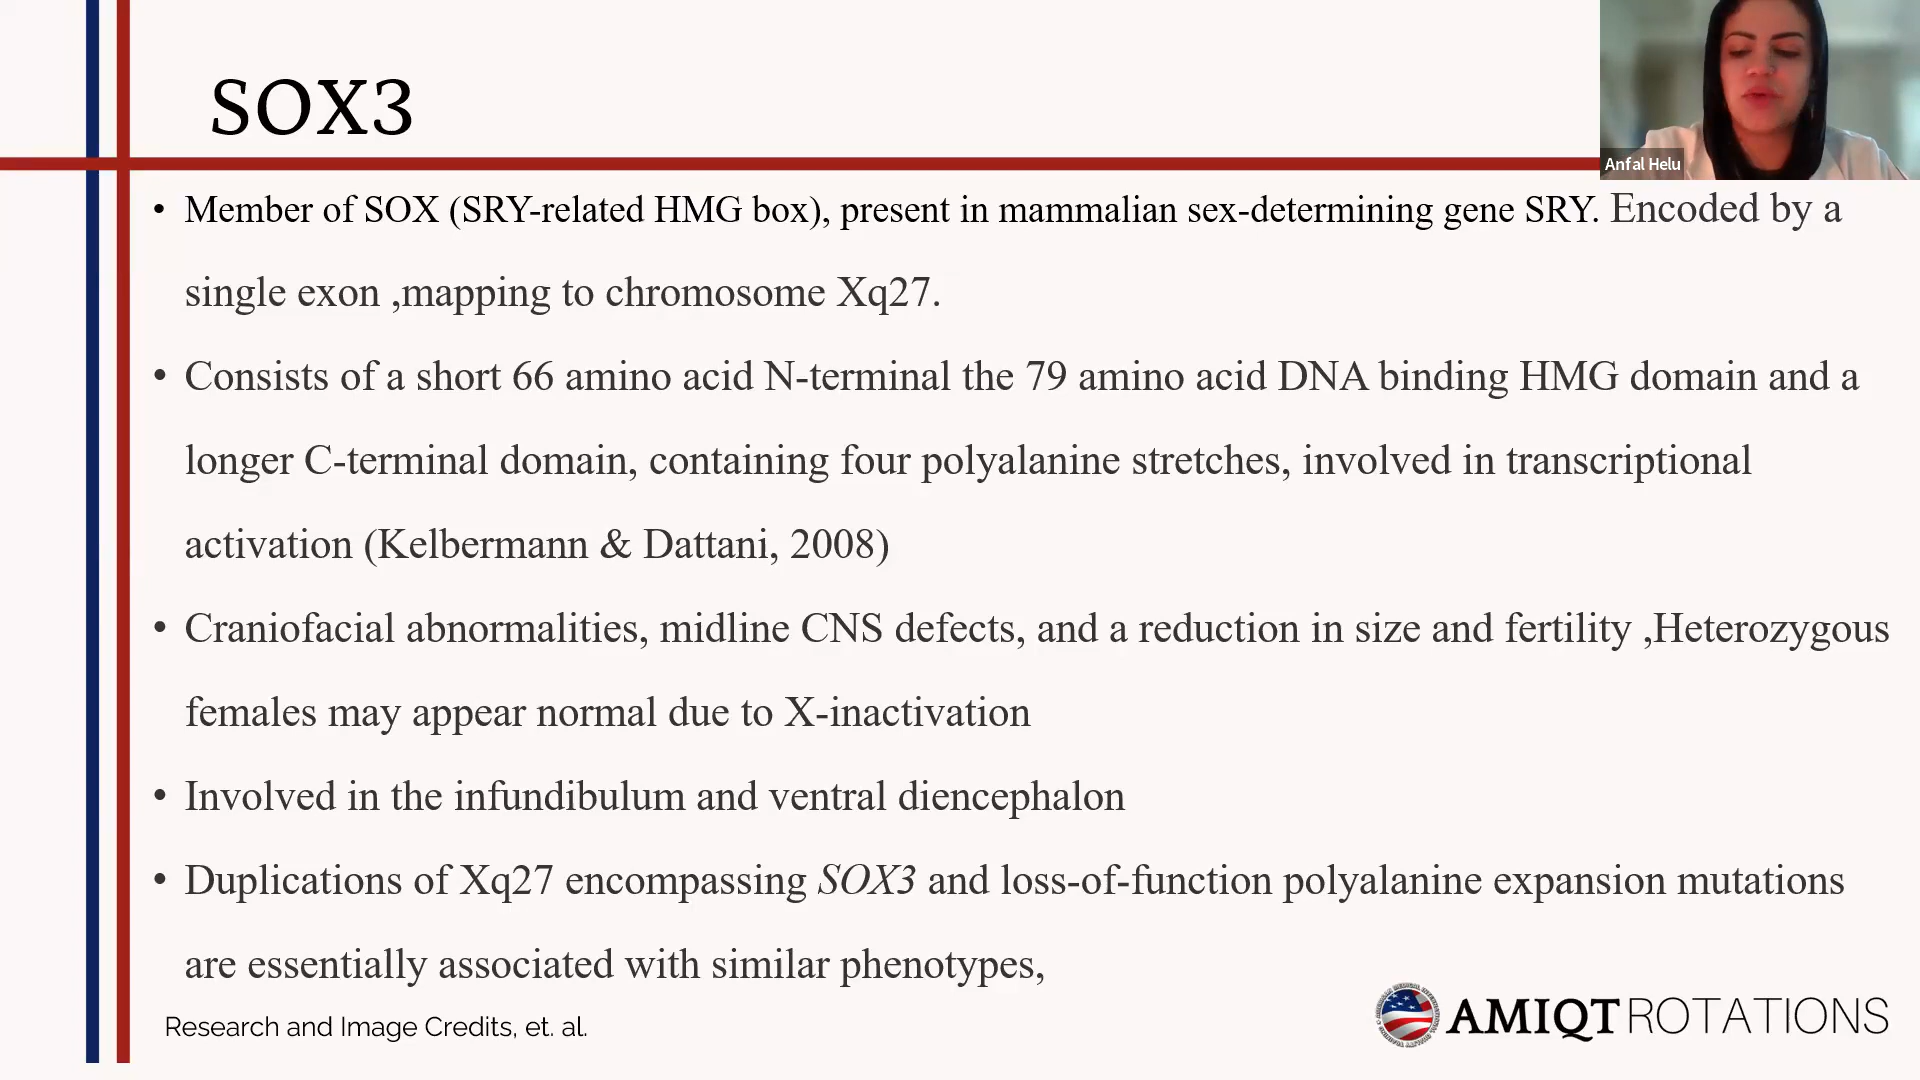 SOX3
Anfal Helu
• Member of SOX (SRY-related HMG box), present in mammalian sex-determining gene SRY. Encoded by a
single exon ,mapping to chromosome Xq27.
• Consists of a short 66 amino acid N-terminal the 79 amino acid DNA binding HMG domain and a
longer C-terminal domain, containing four polyalanine stretches, involved in transcriptional
activation (Kelbermann & Dattani, 2008)
• Craniofacial abnormalities, midline CNS defects, and a reduction in size and fertility ,Heterozygous
females may appear normal due to X-inactivation
• Involved in the infundibulum and ventral diencephalon
• Duplications of Xq27 encompassing SOX3 and loss-of-function polyalanine expansion mutations
are essentially associated with similar phenotypes,
Research and Image Credits, et. al.
AMIQT ROTATIONS